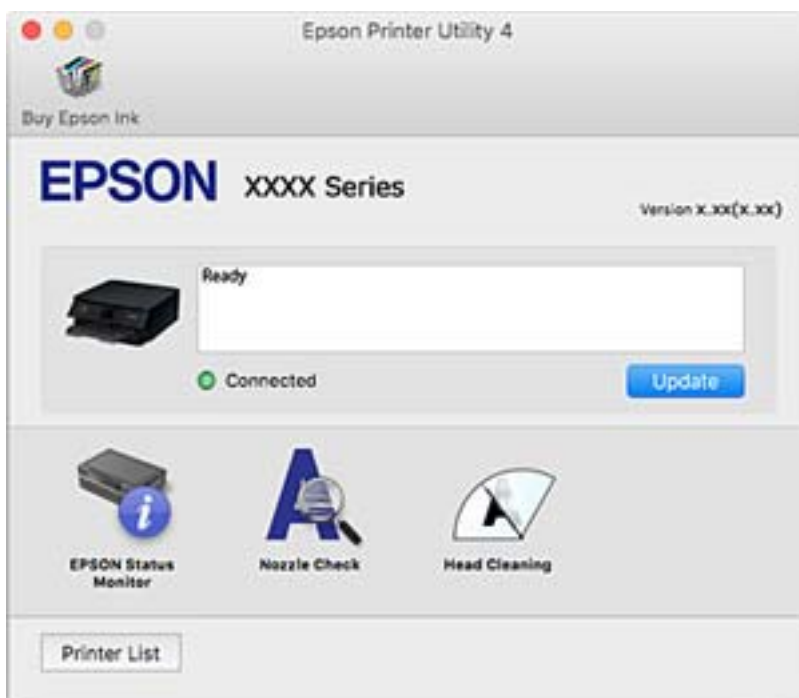 Epson Printer Utility 4
Buy Epson Ink
EPSON XXXX Series
Version X.XX(X.XX)
Ready
Connected
Update
EPSON Status
Monitor
Nozzle Check
Head Cleaning
Printer List